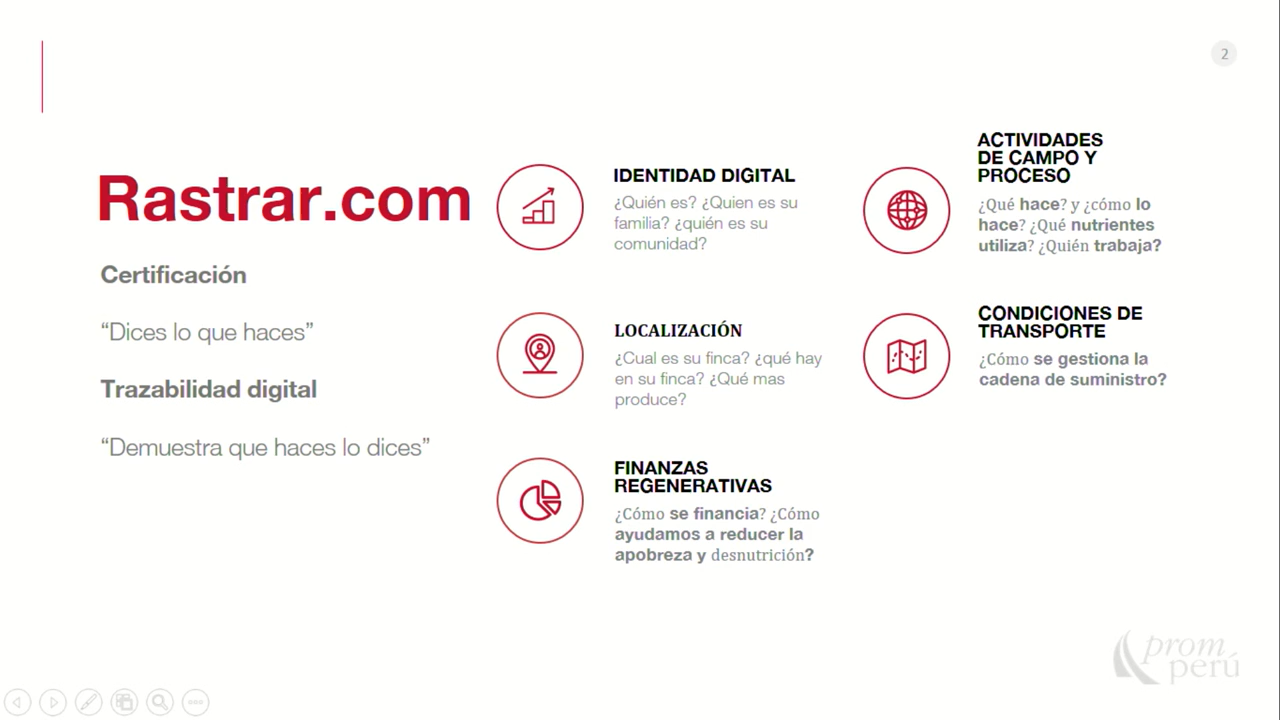 2
Rastrar.com
Certificación
“Dices lo que haces”
Trazabilidad digital
“Demuestra que haces lo dices”
IDENTIDAD DIGITAL
¿Quién es? ¿Quien es su
familia? ¿quién es su
comunidad?
LOCALIZACIÓN
¿Cual es su finca? ¿qué hay
en su finca? ¿Qué mas
produce?
FINANZAS
REGENERATIVAS
¿Cómo se financia? ¿Cómo
ayudamos a reducer la
apobreza y desnutrición?
ACTIVIDADES
DE CAMPO Y
PROCESO
¿Qué hace? y ¿cómo lo
hace? ¿Qué nutrientes
utiliza? ¿Quién trabaja?
CONDICIONES DE
TRANSPORTE
¿Cómo se gestiona la
cadena de suministro?
prom
perú